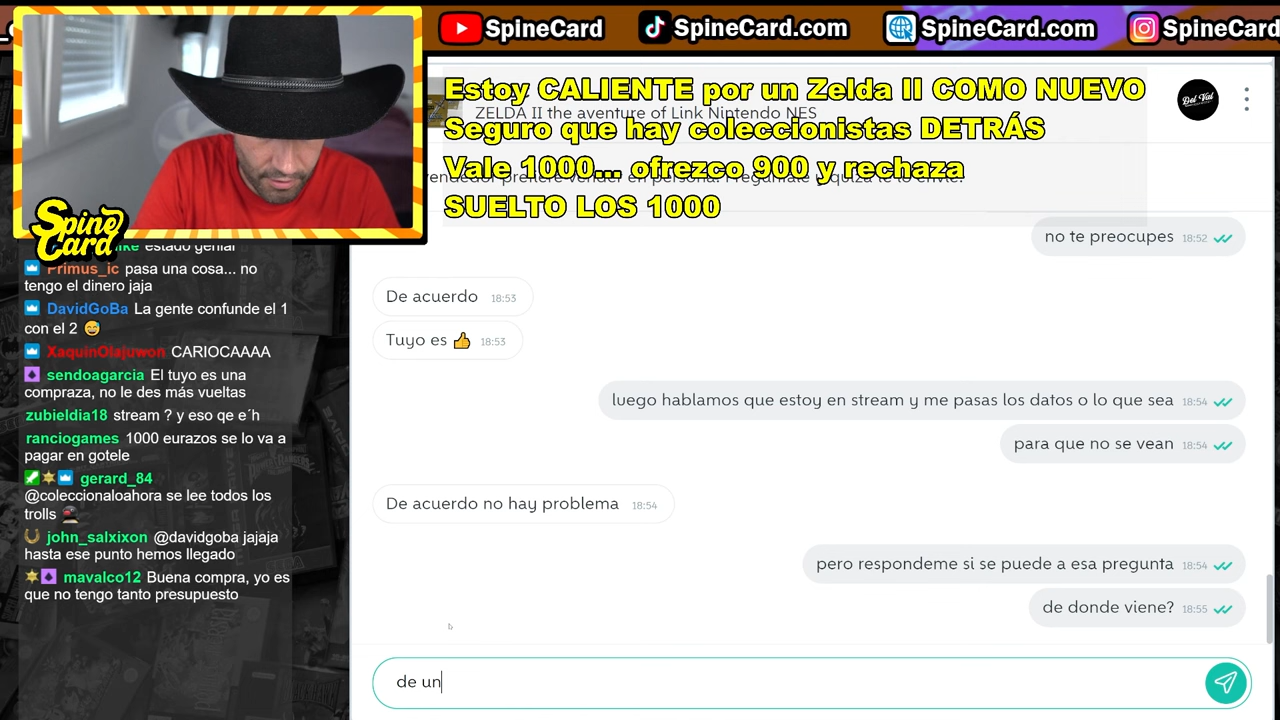 SpineCard
SpineCard.com
SpineCard.com
SpineCard
Estoy CALIENTE por un Zelda II COMO NUEVO
ZELDA II the aventure of Link Nintendo NES
Seguro que hay coleccionistas DETRÁS
Vale 1000... ofrezco 900 y rechaza
SUELTO LOS 1000
Del Val
Spine
Card
no te preocupes 18:52
De acuerdo 18:53
Tuyo es 👍 18:53
luego hablamos que estoy en stream y me pasas los datos o lo que sea 18:54
para que no se vean 18:54
De acuerdo no hay problema 18:54
pero respondeme si se puede a esa pregunta 18:54
de donde viene? 18:55
de un
estado genial
Primus_ic pasa una cosa... no
tengo el dinero jaja
DavidGoBa La gente confunde el 1
con el 2 😅
XaquinOlajuwon CARIOCAAAA
sendoagarcia El tuyo es una
compraza, no le des más vueltas
zubieldia18 stream ? y eso qe e´h
ranciogames 1000 eurazos se lo va a
pagar en gotele
gerard_84
@coleccionaloahora se lee todos los
trolls
john_salxixon @davidgoba jajaja
hasta ese punto hemos llegado
mavalco12 Buena compra, yo es
que no tengo tanto presupuesto